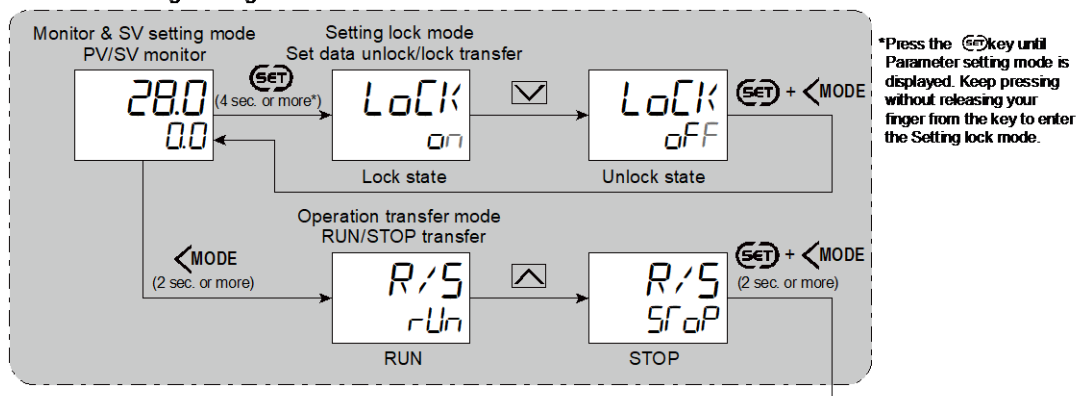 Monitor & SV setting mode
PV/SV monitor
28.0
0.0
SET
(4 sec. or more*)
Setting lock mode
Set data unlock/lock transfer
LoCK
on
Lock state
LoCK
oFF
Unlock state
SET + <MODE
*Press the SET key until
Parameter setting mode is
displayed. Keep pressing
without releasing your
finger from the key to enter
the Setting lock mode.
<MODE
(2 sec. or more)
Operation transfer mode
RUN/STOP transfer
R/S
rUn
RUN
R/S
SToP
STOP
SET + <MODE
(2 sec. or more)